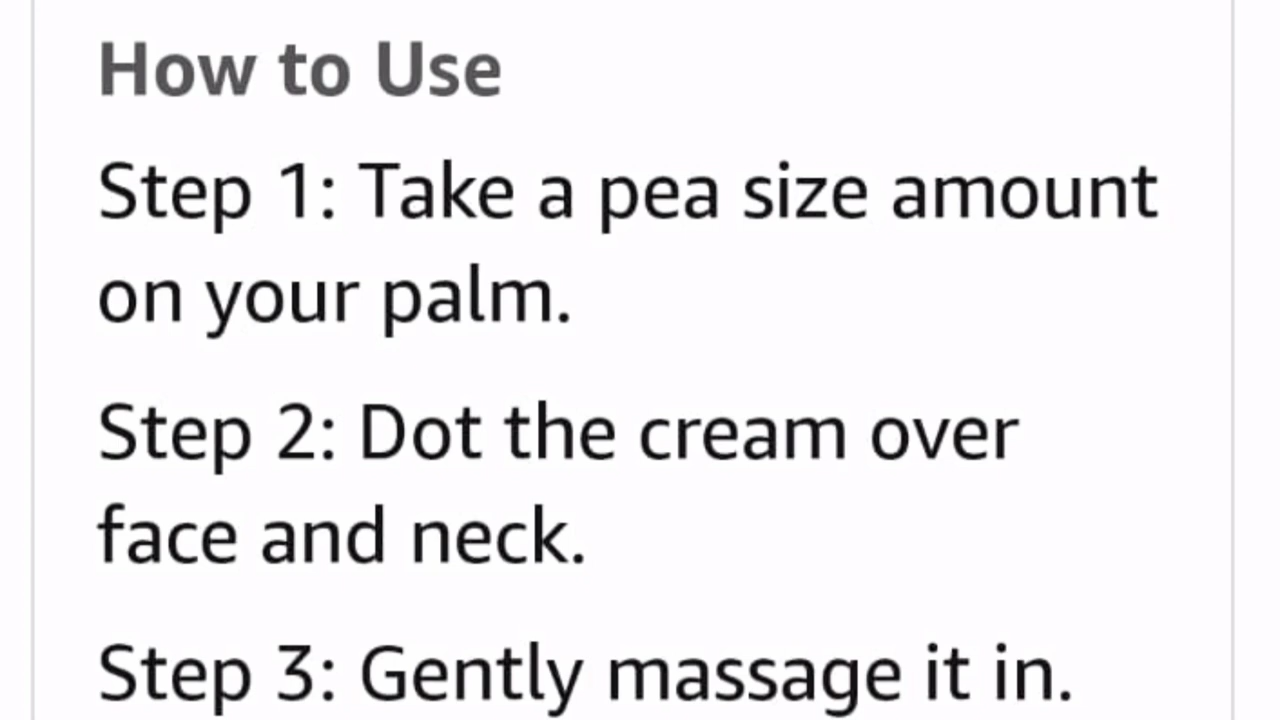 How to Use
Step 1: Take a pea size amount
on your palm.
Step 2: Dot the cream over
face and neck.
Step 3: Gently massage it in.